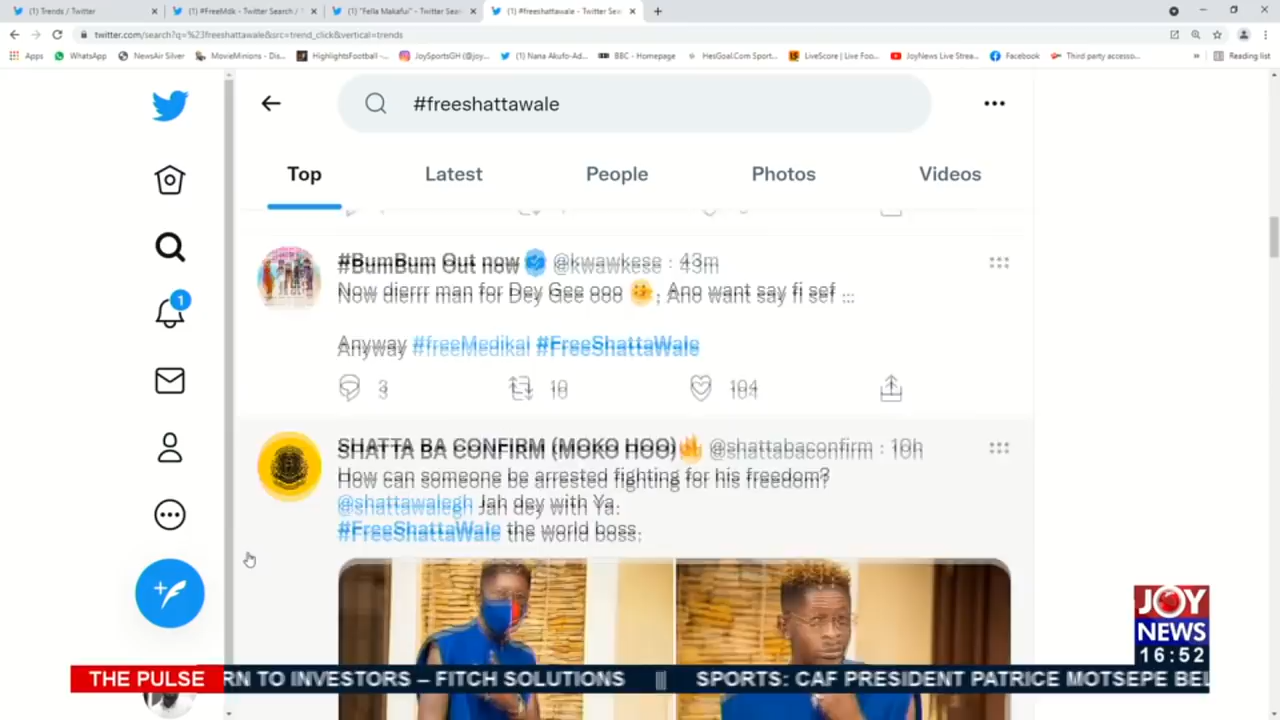 (1) Trends / Twitter
(1) #FreeMdk - Twitter Search / T
(1) "Fella Makafui" - Twitter Sea
(1) #freeshattawale - Twitter Sea
twitter.com/search?q=%23freeshattawale&src=trend_click&vertical=trends
Apps
WhatsApp
NewsAir Silver
MovieMinions - Dis...
HighlightsFootball -...
JoySportsGH (@joy...
(1) Nana Akufo-Ad...
BBC - Homepage
HesGoal.Com Sport...
LiveScore | Live Foo...
JoyNews Live Strea...
Facebook
Third party accesso...
»
Reading list
#freeshattawale
Top
Latest
People
Photos
Videos
#BumBum Out now @kwawkese · 43m
Now dierrr man for Dey Gee ooo
Ano want say fi sef ...
Anyway #freeMedikal #FreeShattaWale
3
10
104
SHATTA BA CONFIRM (MOKO HOO)🔥 @shattabaconfirm · 10h
How can someone be arrested fighting for his freedom?
@shattawalegh Jah dey with Ya.
#FreeShattaWale the world boss,
1
JOY
NEWS
16:52
THE PULSE
RN TO INVESTORS – FITCH SOLUTIONS ||| SPORTS: CAF PRESIDENT PATRICE MOTSEPE BEL